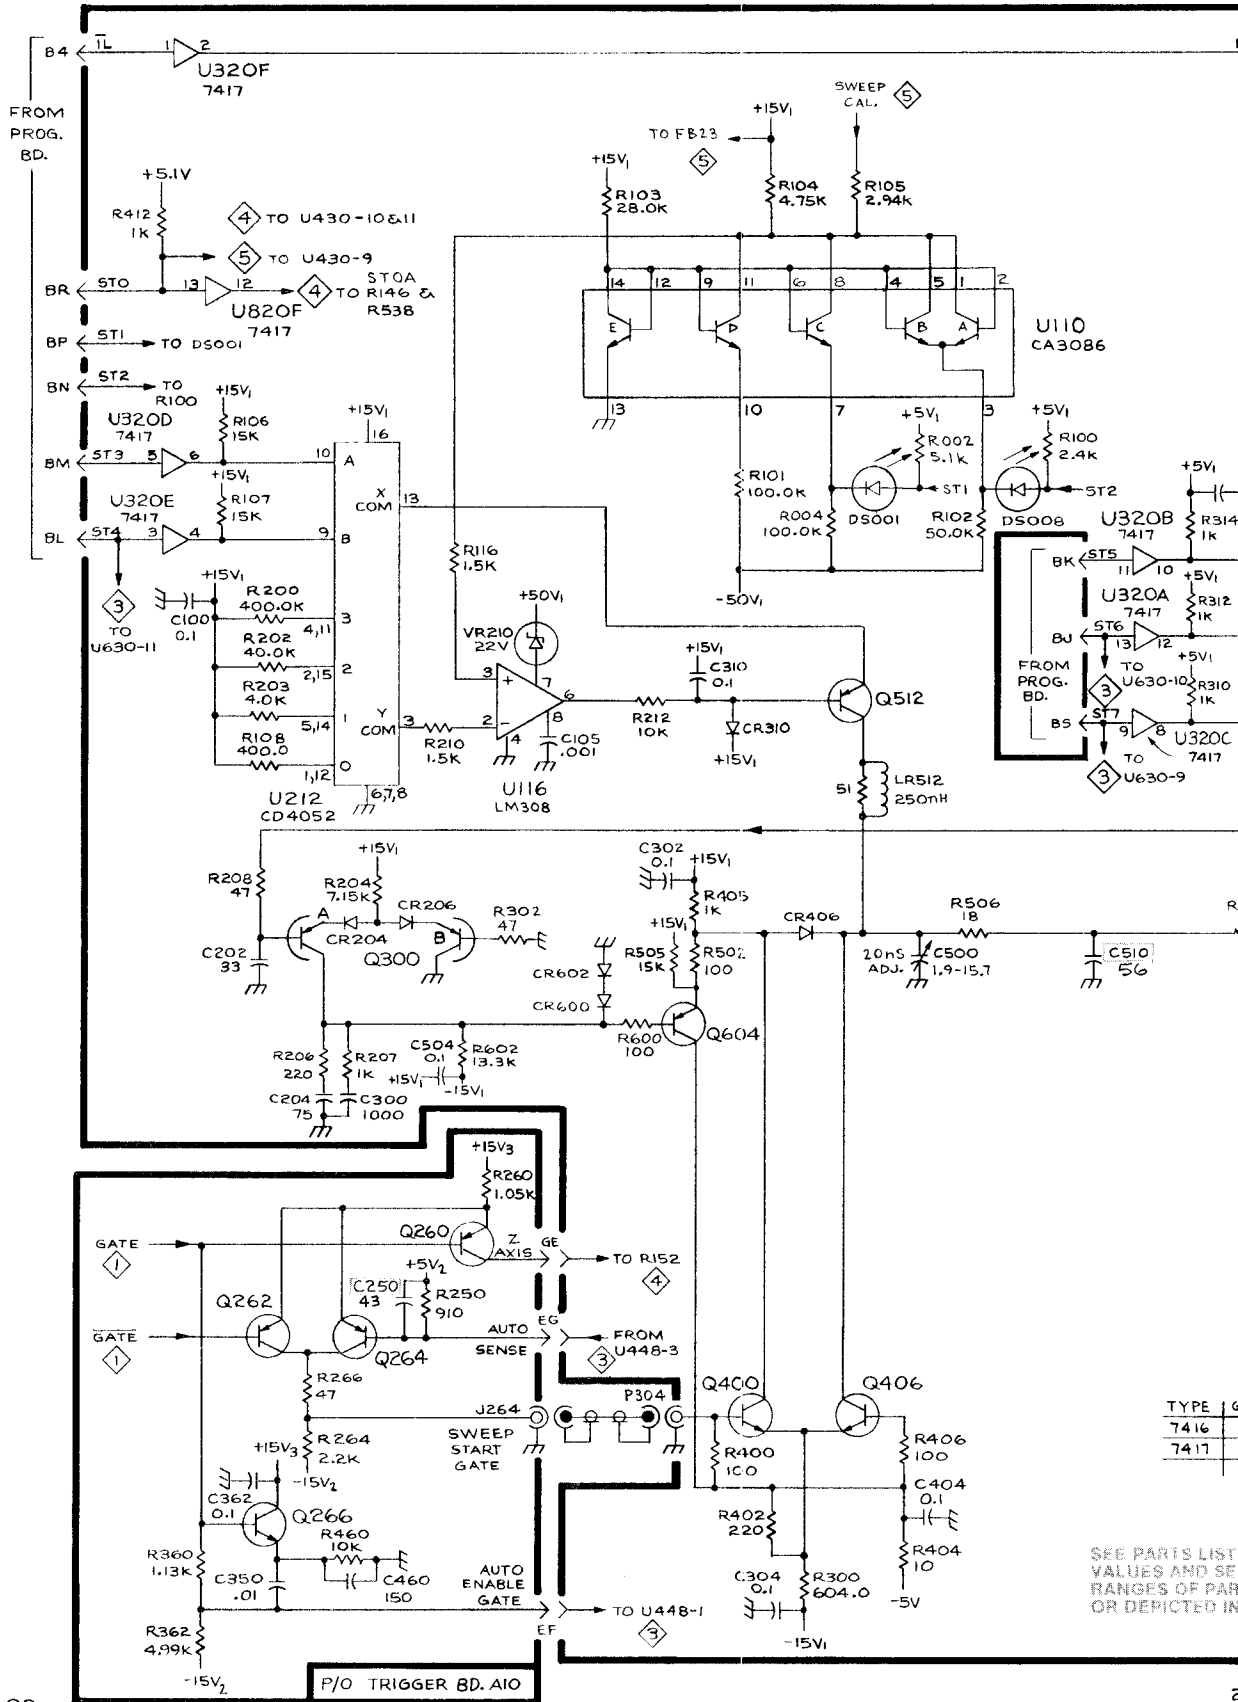 B4 I̅L̅ 1 2
U320F
7417
FROM
PROG.
BD.
SWEEP
CAL. 5
+15V1
TO FB23
5
+15V1
R103
28.0K
R104
4.75K
R105
2.94K
+5.1V
R412
1K
4 TO U430-10&11
5 TO U430-9
BR ST0 13 12 4 TO
ST0A
R146 &
R538
U820F
7417
14 12 9 11 6 8 4 5 1 2
E D C B A
U110
CA3086
13 10 7 3
BP ST1 TO DS001
BN ST2 TO
R100
+15V1
+15V1
+5V1
+5V1
U320D
7417
R106
15K
16
R002
5.1K
R100
2.4K
BM ST3 5 6 10 A
+15V1
X
COM 13
R101
100.0K
ST1
ST2
+5V1
U320E
7417
R107
15K
DS001
DS008
R004
100.0K
R102
50.0K
U320B
7417
R314
1K
BL ST4 3 4 9 B
R116
1.5K
BK ST5 11 10
+5V1
+15V1
3
TO
U630-11
C100
0.1
R200
400.0K
3
4,11
R202
40.0K
2
2,15
R203
4.0K
1
5,14
R108
400.0
0
1,12
Y
COM 3
6,7,8
U212
CD4052
R210
1.5K
-50V1
+50V1
VR210
22V
3 +
7
6
2 -
8
4
C105
.001
U116
LM308
R212
10K
+15V1
C310
0.1
CR310
+15V1
Q512
51
LR512
250nH
U320A
7417
R312
1K
BJ ST6 13 12
+5V1
FROM
PROG.
BD.
TO
U630-10
3
R310
1K
BS ST7 9 8
U320C
7417
TO
U630-9
3
R208
47
+15V1
R204
7.15K
CR206
A
CR204
B
Q300
R302
47
C202
33
C302
0.1
+15V1
R405
1K
+15V1
R505
15K
R502
100
CR406
R506
18
20nS
ADJ.
C500
1.9-15.7
C510
56
CR602
CR600
R600
100
Q604
R206
220
R207
1K
C504
0.1
R602
13.3K
+15V1
-15V1
C204
75
C300
1000
+15V3
R260
1.05K
Q260
Z
AXIS
GE
TO R152
4
GATE
1
+5V2
C250
43
R250
910
Q262
G̅A̅T̅E̅
1
Q264
AUTO
SENSE
EG
FROM
U448-3
3
R266
47
J264
P304
Q400
Q406
SWEEP
START
GATE
R264
2.2K
-15V2
+15V3
C362
0.1
Q266
R400
100
R406
100
C404
0.1
R402
220
R404
10
-5V
C304
0.1
R300
604.0
-15V1
R460
10K
C460
150
R360
1.13K
C350
.01
AUTO
ENABLE
GATE
EF
TO U448-1
3
R362
4.99K
-15V2
P/O TRIGGER BD. A10
TYPE
7416
7417
SEE PARTS LIST
VALUES AND SE
RANGES OF PAR
OR DEPICTED IN